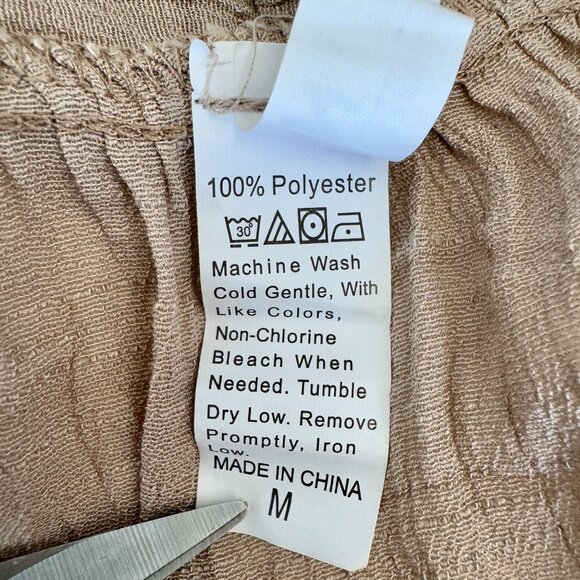 100% Polyester
30°
Machine Wash
Cold Gentle, With
Like Colors,
Non-Chlorine
Bleach When
Needed. Tumble
Dry Low. Remove
Promptly, Iron
Low.
MADE IN CHINA
M